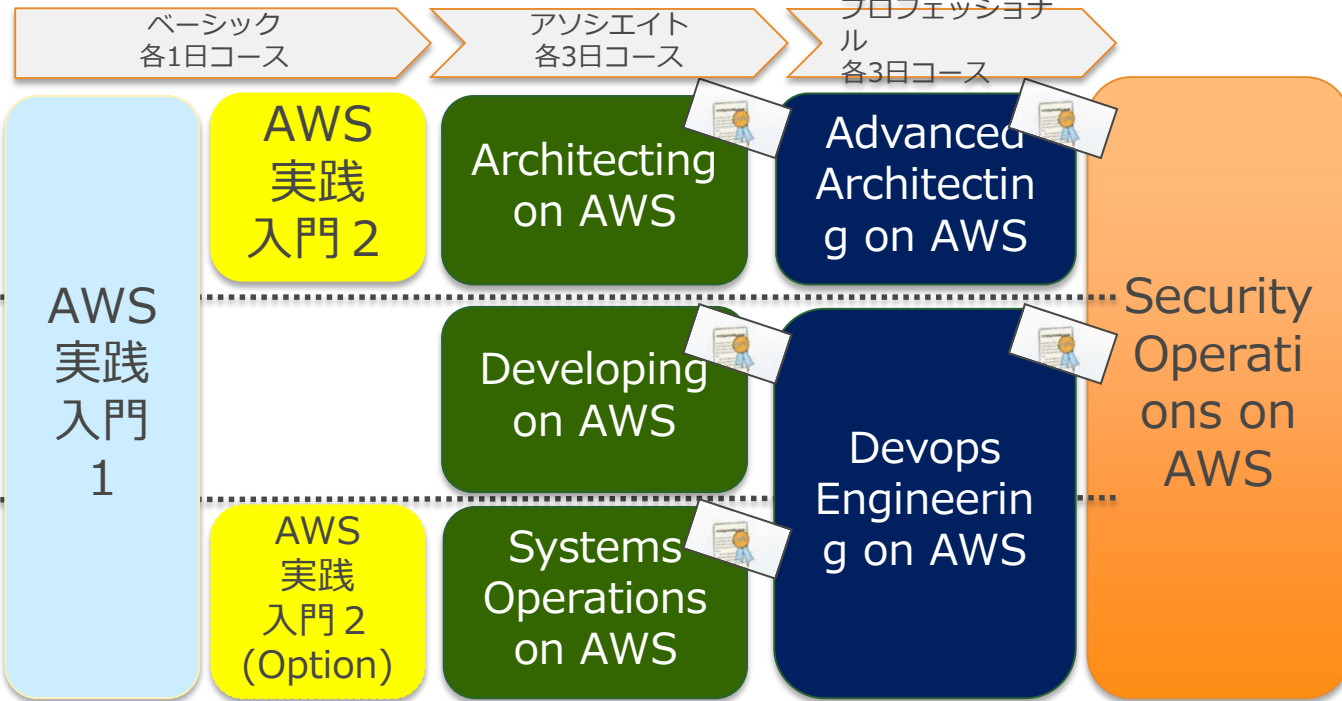 ベーシック
各1日コース
アソシエイト
各3日コース
プロフェッショナ
ル
各3日コース
AWS
実践
入門
1
AWS
実践
入門２
Architecting
on AWS
Advanced
Architectin
g on AWS
Security
Operati
ons on
AWS
Developing
on AWS
Devops
Engineerin
g on AWS
AWS
実践
入門２
(Option)
Systems
Operations
on AWS